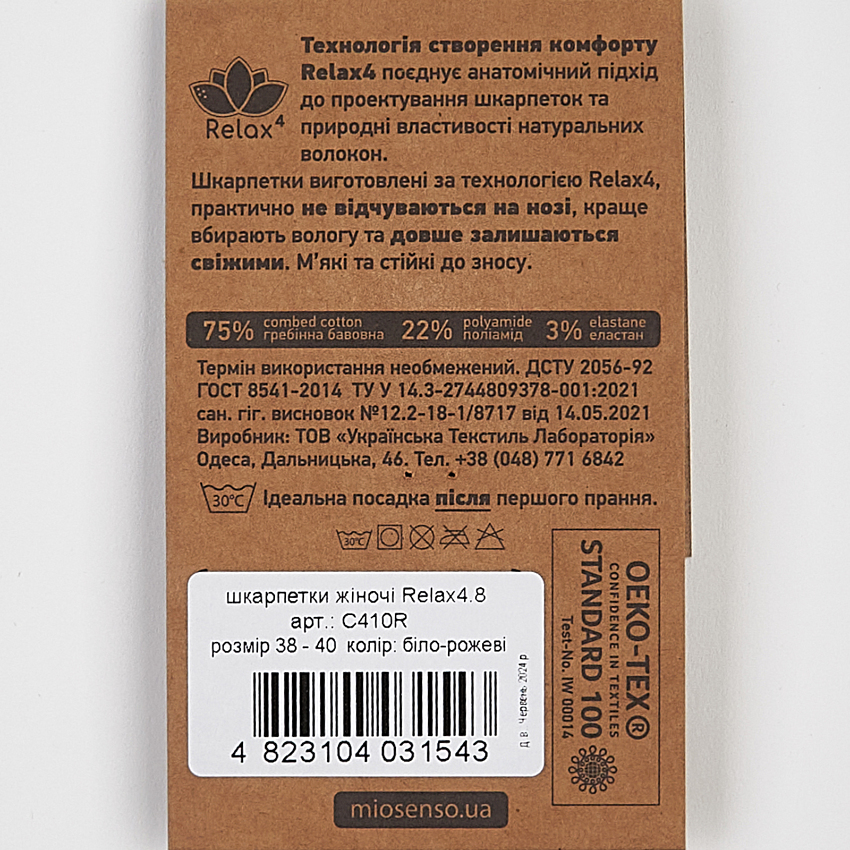 Технологія створення комфорту
Relax4 поєднує анатомічний підхід
до проектування шкарпеток та
природні властивості натуральних
волокон.
Relax⁴
Шкарпетки виготовлені за технологією Relax4,
практично не відчуваються на нозі, краще
вбирають вологу та довше залишаються
свіжими. М'які та стійкі до зносу.
75% combed cotton 22% polyamide 3% elastane
гребінна бавовна поліамід еластан
Термін використання необмежений. ДСТУ 2056-92
ГОСТ 8541-2014 ТУ У 14.3-2744809378-001:2021
сан. гіг. висновок №12.2-18-1/8717 від 14.05.2021
Виробник: ТОВ «Українська Текстиль Лабораторія»
Одеса, Дальницька, 46. Тел. +38 (048) 771 6842
30°C Ідеальна посадка після першого прання.
30°C
шкарпетки жіночі Relax4.8
арт.: C410R
розмір 38 - 40 колір: біло-рожеві
4 823104 031543
д.в. Червень 2024 р
OEKO-TEX®
CONFIDENCE IN TEXTILES
STANDARD 100
Test-No. IW 00014
miosenso.ua